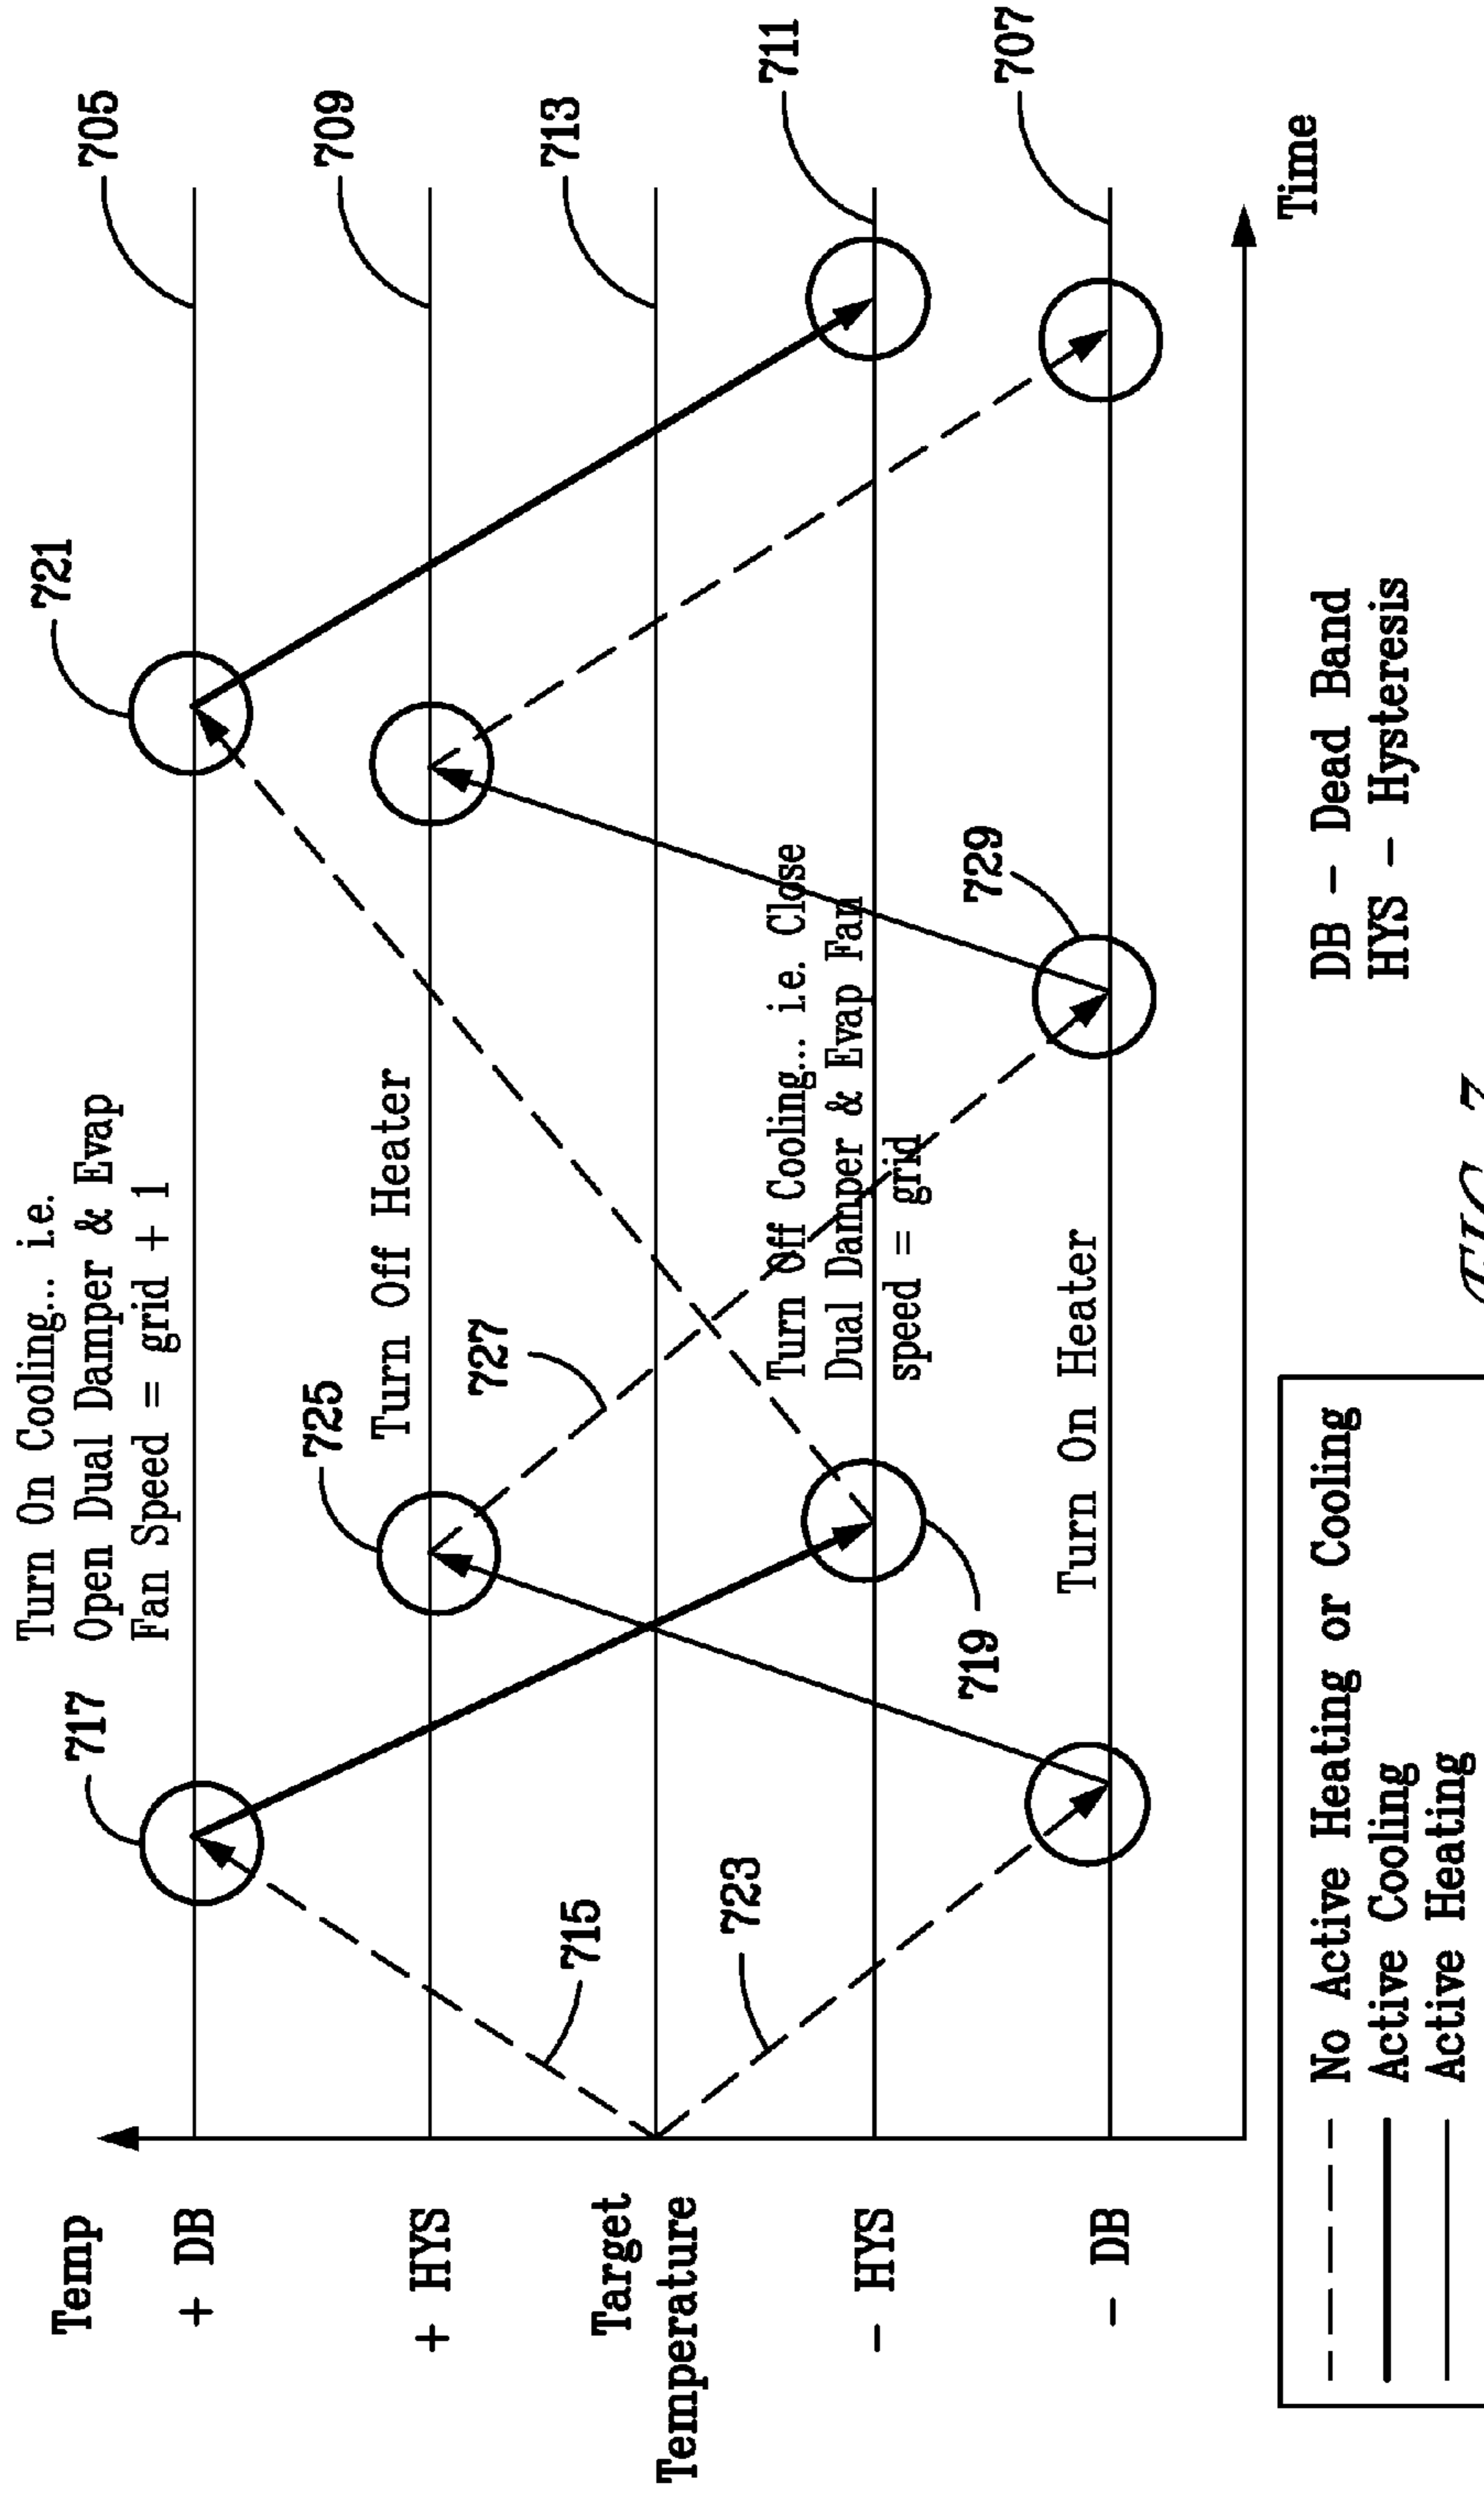 Temp
+ DB
+ HYS
Target
Temperature
- HYS
- DB
717
Turn On Cooling... i.e.
Open Dual Damper & Evap
Fan Speed = grid + 1
721
705
725
Turn Off Heater
709
727
715
713
723
Turn Off Cooling... i.e. Close
Dual Damper & Evap Fan
speed = grid
711
719
729
Turn On Heater
707
Time
No Active Heating or Cooling
Active Cooling
Active Heating
DB - Dead Band
HYS - Hysteresis